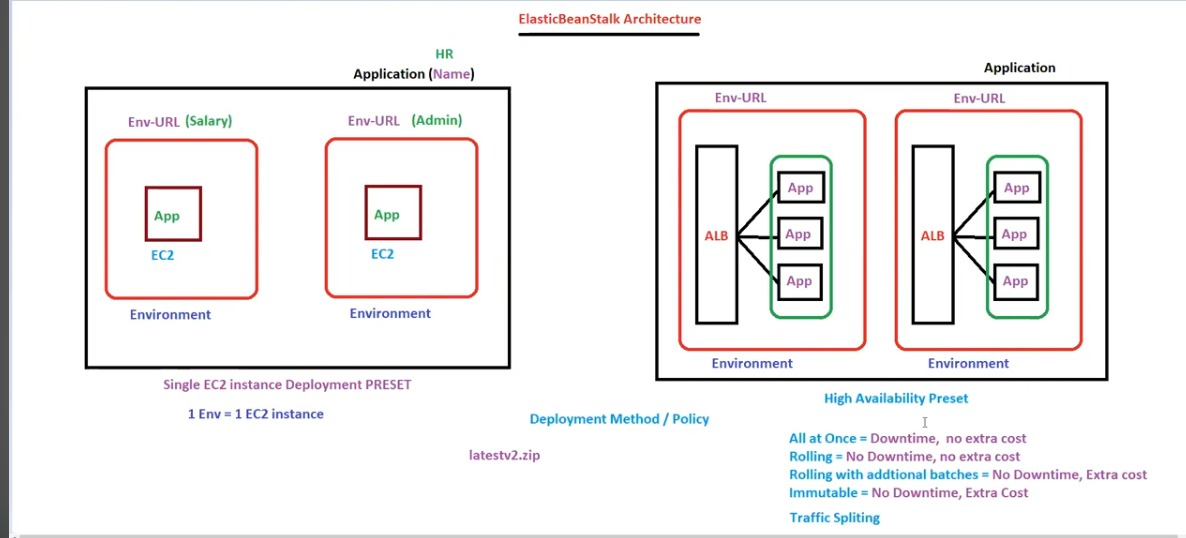 ElasticBeanStalk Architecture
HR
Application (Name)
Env-URL (Salary)
Env-URL (Admin)
App
App
EC2
EC2
Environment
Environment
Single EC2 instance Deployment PRESET
1 Env = 1 EC2 instance
Application
Env-URL
Env-URL
ALB
App
App
App
ALB
App
App
App
Environment
Environment
High Availability Preset
Deployment Method / Policy
latestv2.zip
All at Once = Downtime, no extra cost
Rolling = No Downtime, no extra cost
Rolling with addtional batches = No Downtime, Extra cost
Immutable = No Downtime, Extra Cost
Traffic Spliting